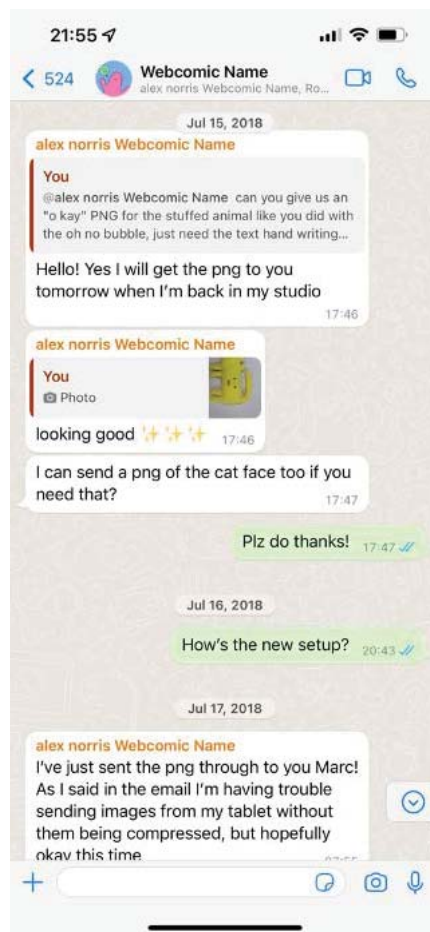 21:55
524
Webcomic Name
alex norris Webcomic Name, Ro...
Jul 15, 2018
alex norris Webcomic Name
You
@alex norris Webcomic Name can you give us an
"o kay" PNG for the stuffed animal like you did with
the oh no bubble, just need the text hand writing...
Hello! Yes I will get the png to you
tomorrow when I'm back in my studio
17:46
alex norris Webcomic Name
You
Photo
looking good ✨✨✨ 17:46
I can send a png of the cat face too if you
need that?
17:47
Plz do thanks! 17:47
Jul 16, 2018
How's the new setup? 20:43
Jul 17, 2018
alex norris Webcomic Name
I've just sent the png through to you Marc!
As I said in the email I'm having trouble
sending images from my tablet without
them being compressed, but hopefully
okay this time